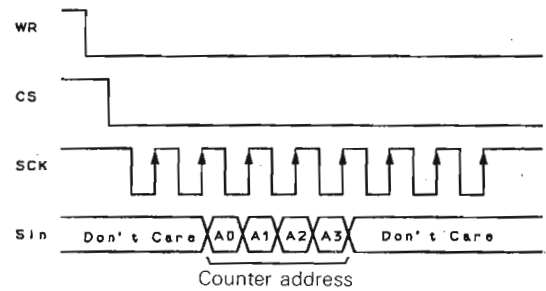 WR
CS
SCK
Sin Don't Care A0 A1 A2 A3 Don't Care
Counter address